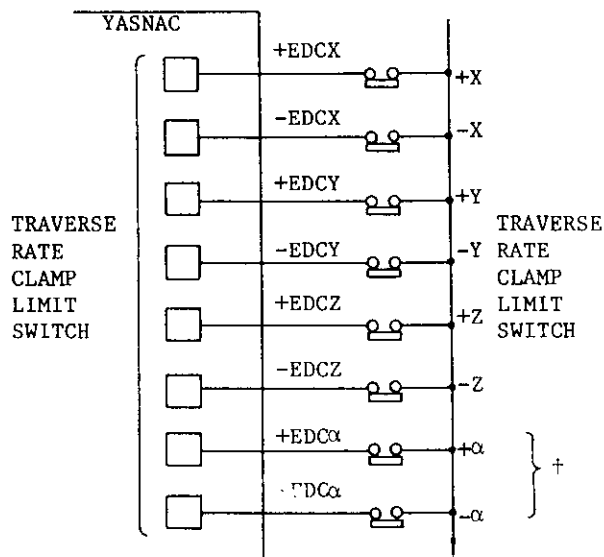 YASNAC
+EDCX
+X
-EDCX
-X
+EDCY
+Y
-EDCY
-Y
+EDCZ
+Z
-EDCZ
-Z
+EDCα
+α
-α
†
TRAVERSE
RATE
CLAMP
LIMIT
SWITCH
TRAVERSE
RATE
CLAMP
LIMIT
SWITCH